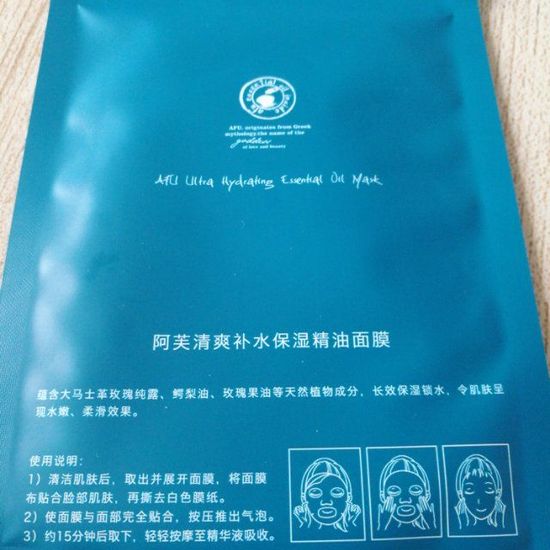 afu essential oil inside
AFU, originates from Greek
mythology, the name of the
goddess
of love and beauty
AFU Ultra Hydrating Essential Oil Mask
阿芙清爽补水保湿精油面膜
蕴含大马士革玫瑰纯露、鳄梨油、玫瑰果油等天然植物成分，长效保湿锁水，令肌肤呈
现水嫩、柔滑效果。
使用说明：
1）清洁肌肤后，取出并展开面膜，将面膜
布贴合脸部肌肤，再撕去白色膜纸。
2）使面膜与面部完全贴合，按压推出气泡。
3）约15分钟后取下，轻轻按摩至精华液吸收。